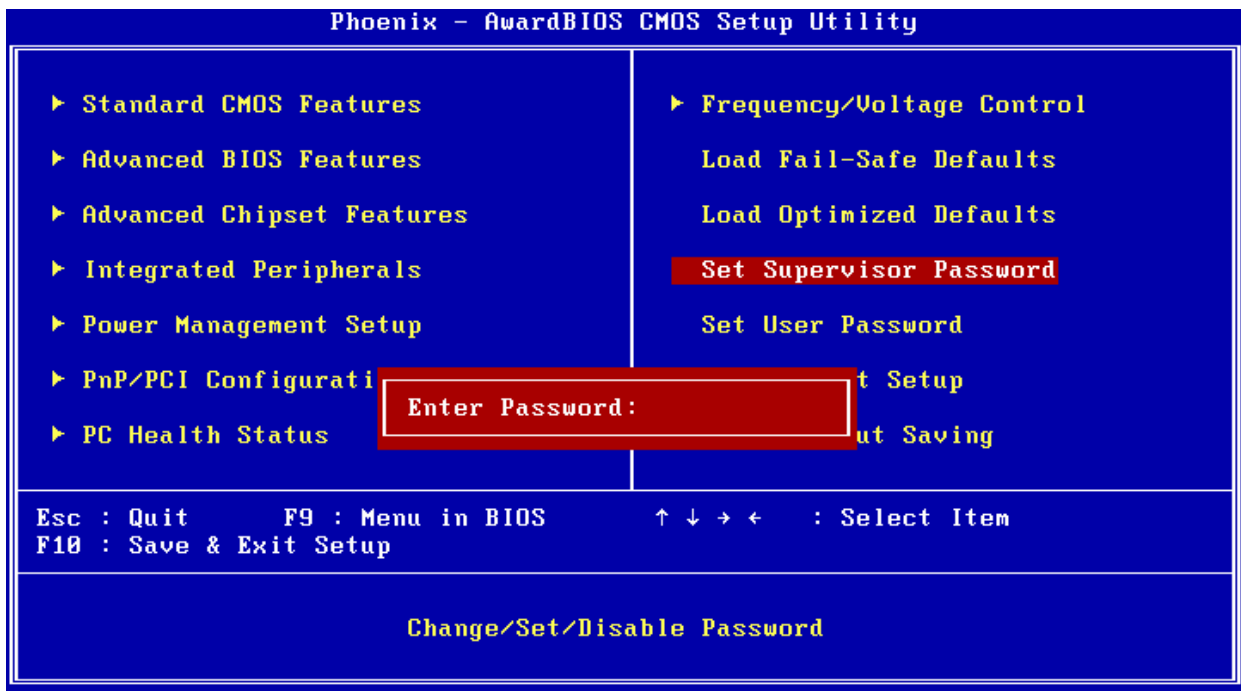 Phoenix - AwardBIOS CMOS Setup Utility
▸ Standard CMOS Features
▸ Advanced BIOS Features
▸ Advanced Chipset Features
▸ Integrated Peripherals
▸ Power Management Setup
▸ PnP/PCI Configurati
▸ PC Health Status
▸ Frequency/Voltage Control
Load Fail-Safe Defaults
Load Optimized Defaults
Set Supervisor Password
Set User Password
t Setup
ut Saving
Enter Password:
Esc : Quit F9 : Menu in BIOS ↑ ↓ → ← : Select Item
F10 : Save & Exit Setup
Change/Set/Disable Password